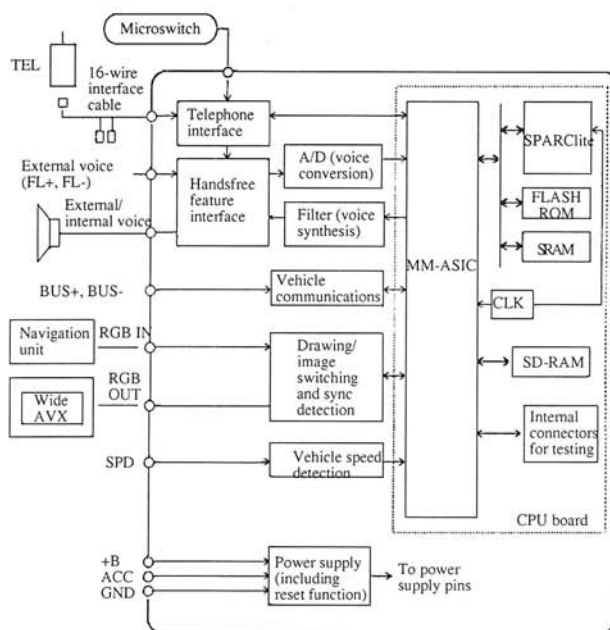 Microswitch
TEL
16-wire
interface
cable
Telephone
interface
External voice
(FL+, FL-)
External/
internal voice
Handsfree
feature
interface
A/D (voice
conversion)
Filter (voice
synthesis)
MM-ASIC
SPARClite
FLASH
ROM
SRAM
CLK
BUS+, BUS-
Vehicle
communications
Navigation
unit
RGB IN
RGB
OUT
Wide
AVX
Drawing/
image
switching
and sync
detection
SD-RAM
Internal
connectors
for testing
SPD
Vehicle speed
detection
CPU board
+B
ACC
GND
Power supply
(including
reset function)
To power
supply pins